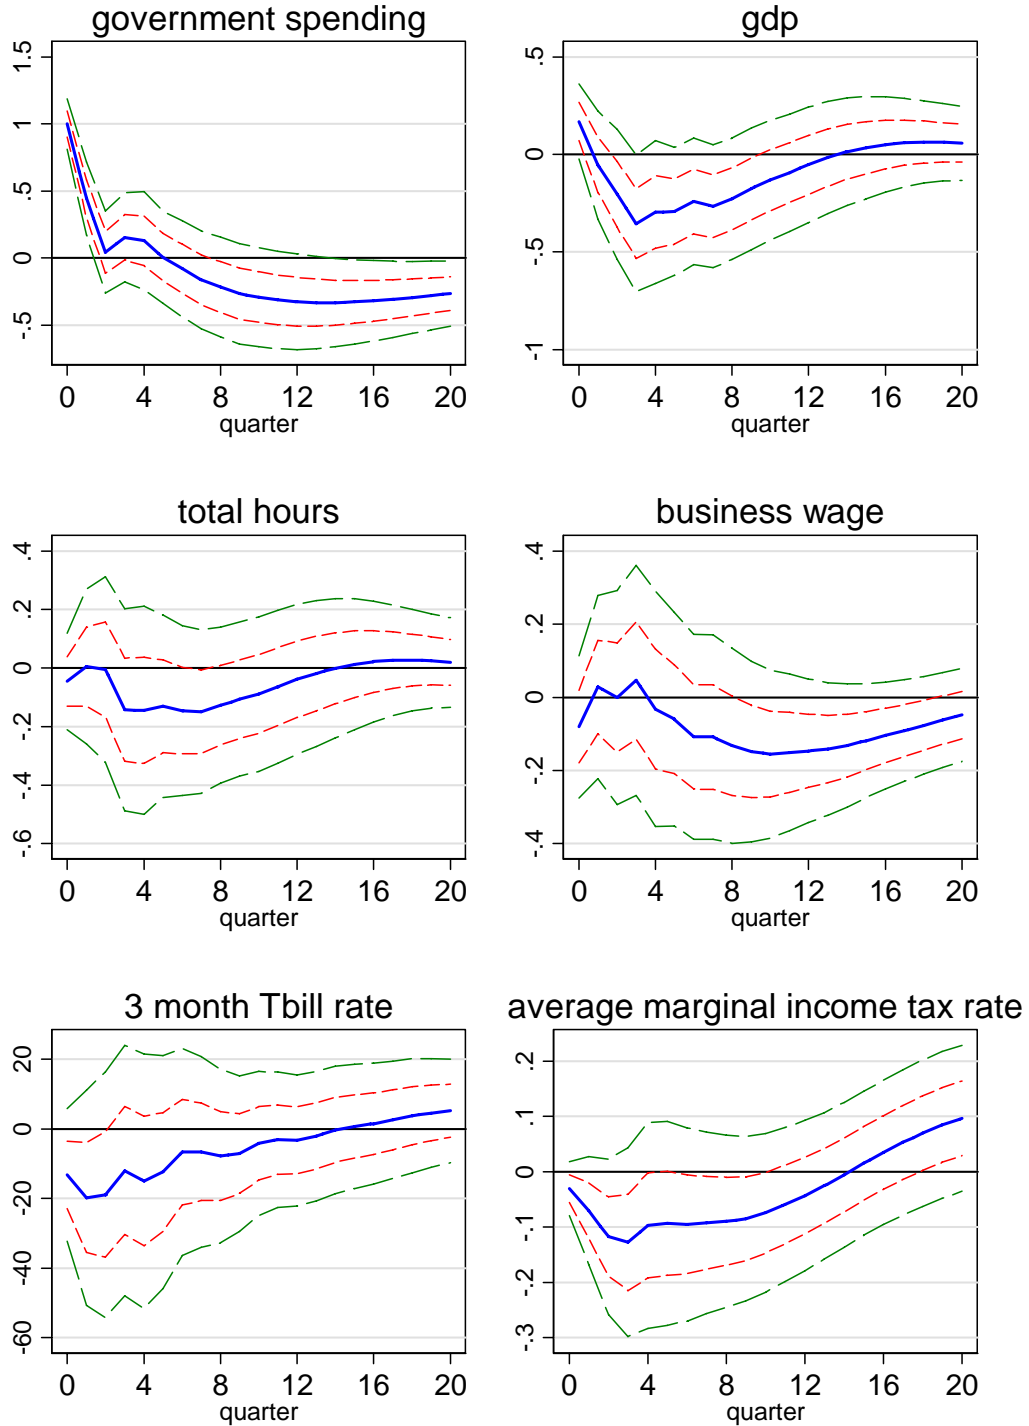 government spending
1.5
1
.5
0
-.5
0 4 8 12 16 20
quarter
gdp
.5
0
-.5
-1
0 4 8 12 16 20
quarter
total hours
.4
.2
0
-.2
-.4
-.6
0 4 8 12 16 20
quarter
business wage
.4
.2
0
-.2
-.4
0 4 8 12 16 20
quarter
3 month Tbill rate
20
0
-20
-40
-60
0 4 8 12 16 20
quarter
average marginal income tax rate
.2
.1
0
-.1
-.2
-.3
0 4 8 12 16 20
quarter